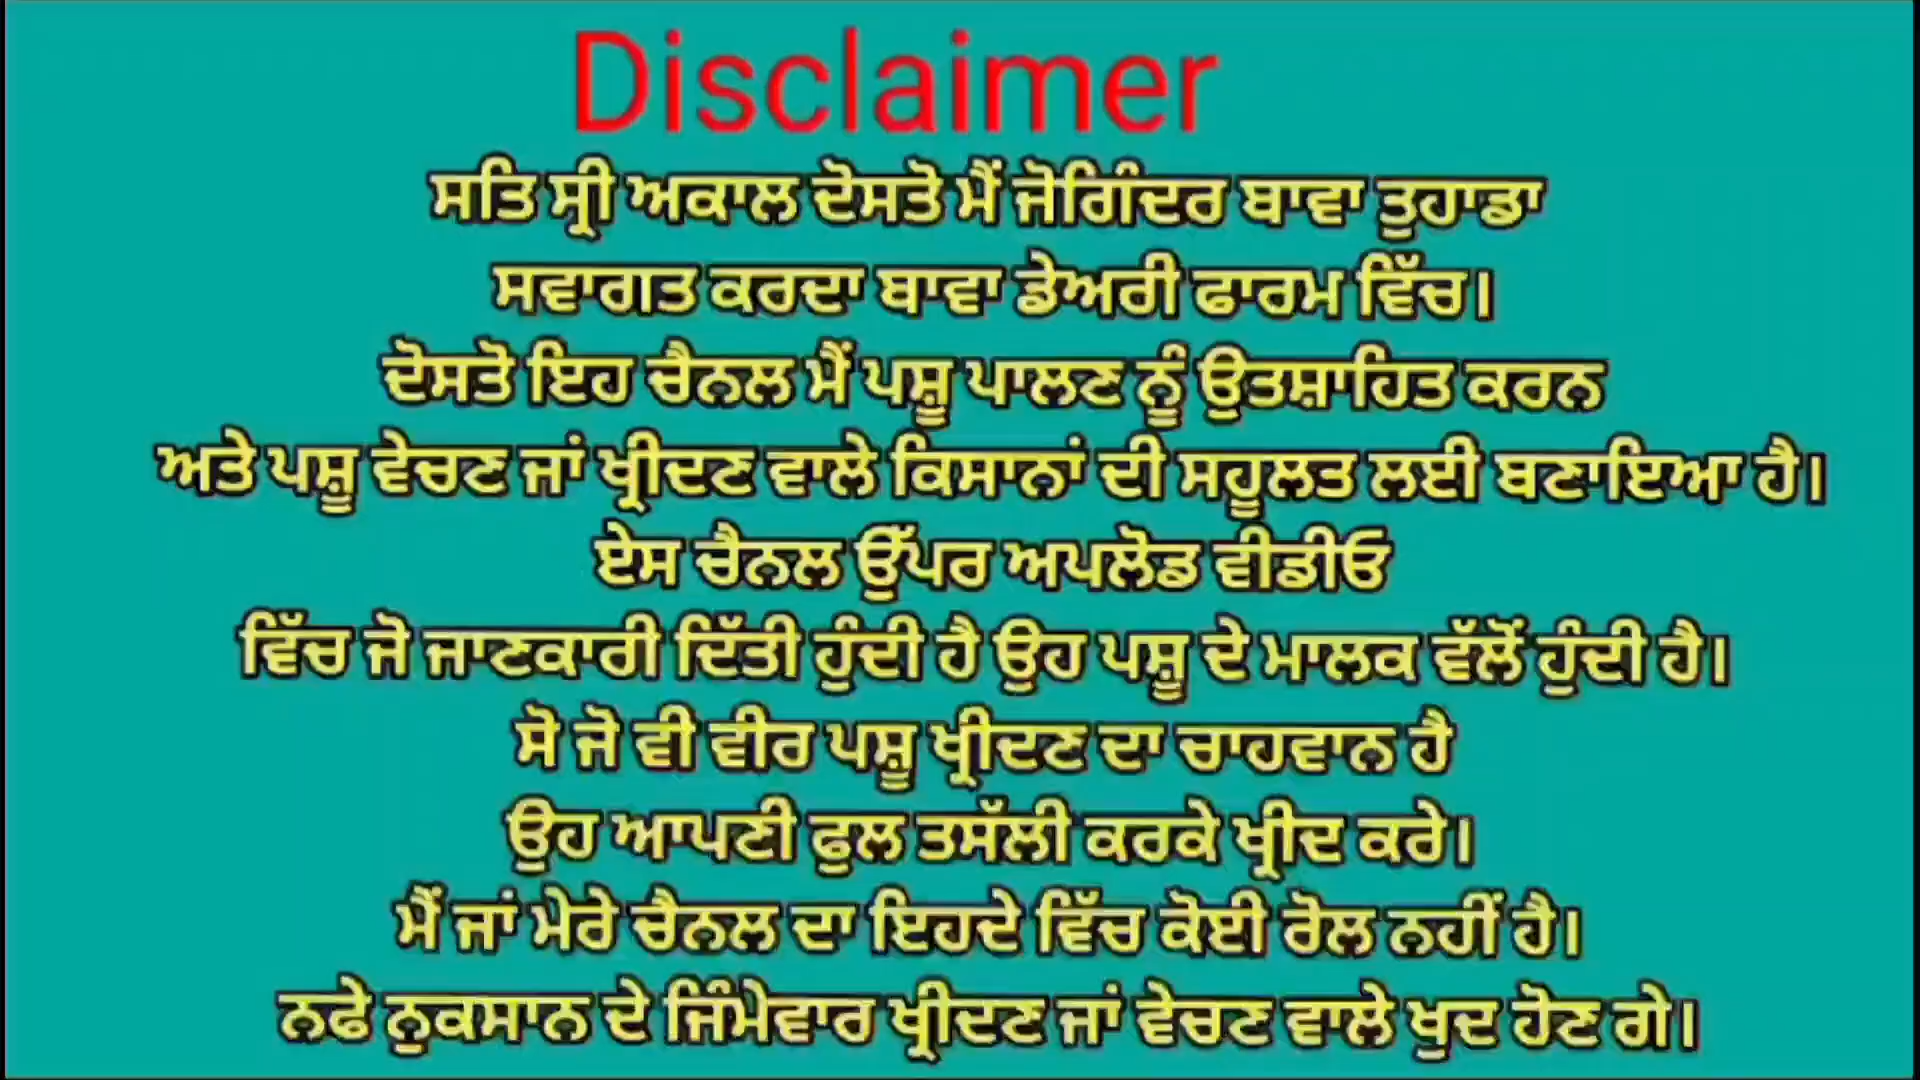 Disclaimer
ਸਤਿ ਸ੍ਰੀ ਅਕਾਲ ਦੋਸਤੋ ਮੈਂ ਜੋਗਿੰਦਰ ਬਾਵਾ ਤੁਹਾਡਾ
ਸਵਾਗਤ ਕਰਦਾ ਬਾਵਾ ਡੇਅਰੀ ਫਾਰਮ ਵਿੱਚ।
ਦੋਸਤੋ ਇਹ ਚੈਨਲ ਮੈਂ ਪਸ਼ੂ ਪਾਲਣ ਨੂੰ ਉਤਸ਼ਾਹਿਤ ਕਰਨ
ਅਤੇ ਪਸ਼ੂ ਵੇਚਣ ਜਾਂ ਖ੍ਰੀਦਣ ਵਾਲੇ ਕਿਸਾਨਾਂ ਦੀ ਸਹੂਲਤ ਲਈ ਬਣਾਇਆ ਹੈ।
ਏਸ ਚੈਨਲ ਉੱਪਰ ਅਪਲੋਡ ਵੀਡੀਓ
ਵਿੱਚ ਜੋ ਜਾਣਕਾਰੀ ਦਿੱਤੀ ਹੁੰਦੀ ਹੈ ਉਹ ਪਸ਼ੂ ਦੇ ਮਾਲਕ ਵੱਲੋਂ ਹੁੰਦੀ ਹੈ।
ਸੋ ਜੋ ਵੀ ਵੀਰ ਪਸ਼ੂ ਖ੍ਰੀਦਣ ਦਾ ਚਾਹਵਾਨ ਹੈ
ਉਹ ਆਪਣੀ ਫੁਲ ਤਸੱਲੀ ਕਰਕੇ ਖ੍ਰੀਦ ਕਰੇ।
ਮੈਂ ਜਾਂ ਮੇਰੇ ਚੈਨਲ ਦਾ ਇਹਦੇ ਵਿੱਚ ਕੋਈ ਰੋਲ ਨਹੀਂ ਹੈ।
ਨਫੇ ਨੁਕਸਾਨ ਦੇ ਜਿੰਮੇਵਾਰ ਖ੍ਰੀਦਣ ਜਾਂ ਵੇਚਣ ਵਾਲੇ ਖੁਦ ਹੋਣ ਗੇ।